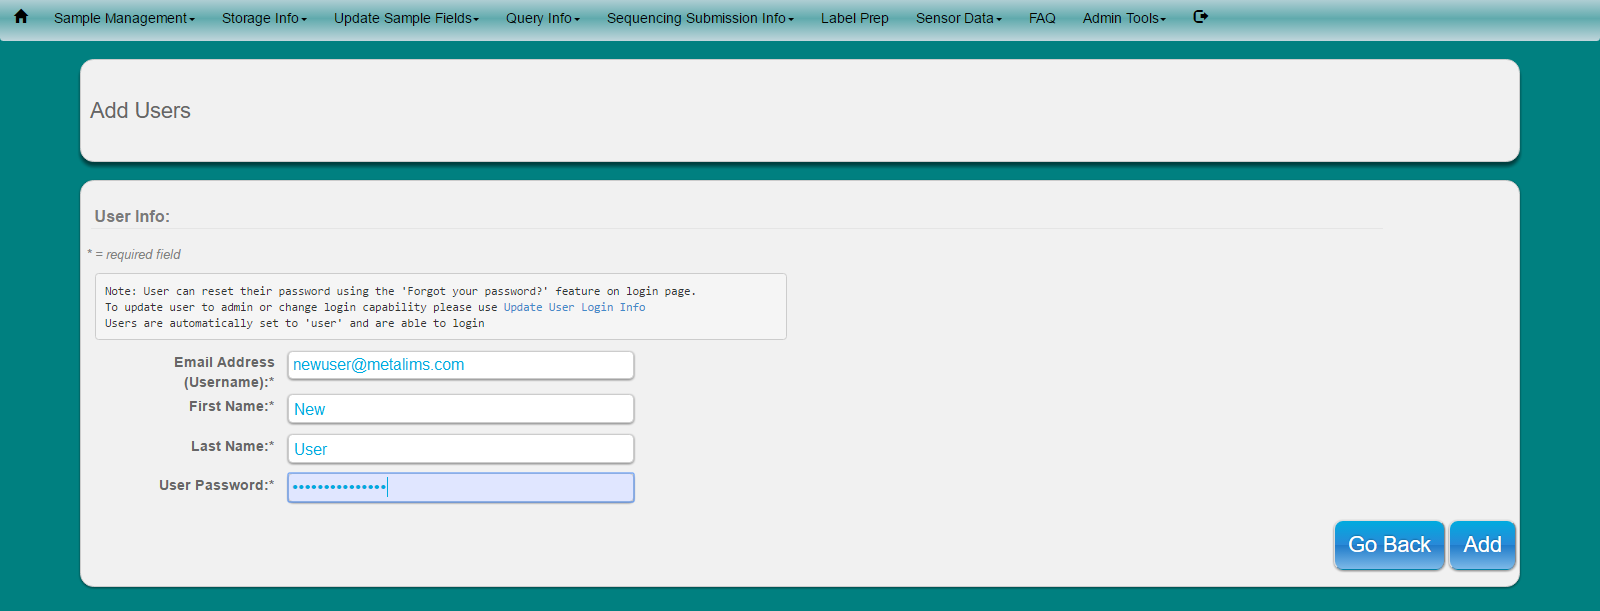 Sample Management Storage Info Update Sample Fields Query Info Sequencing Submission Info Label Prep Sensor Data FAQ Admin Tools
Add Users
User Info:
* = required field
Note: User can reset their password using the 'Forgot your password?' feature on login page.
To update user to admin or change login capability please use Update User Login Info
Users are automatically set to 'user' and are able to login
Email Address
(Username):*
newuser@metalims.com
First Name:* New
Last Name:* User
User Password:* •••••••••••••••
Go Back Add